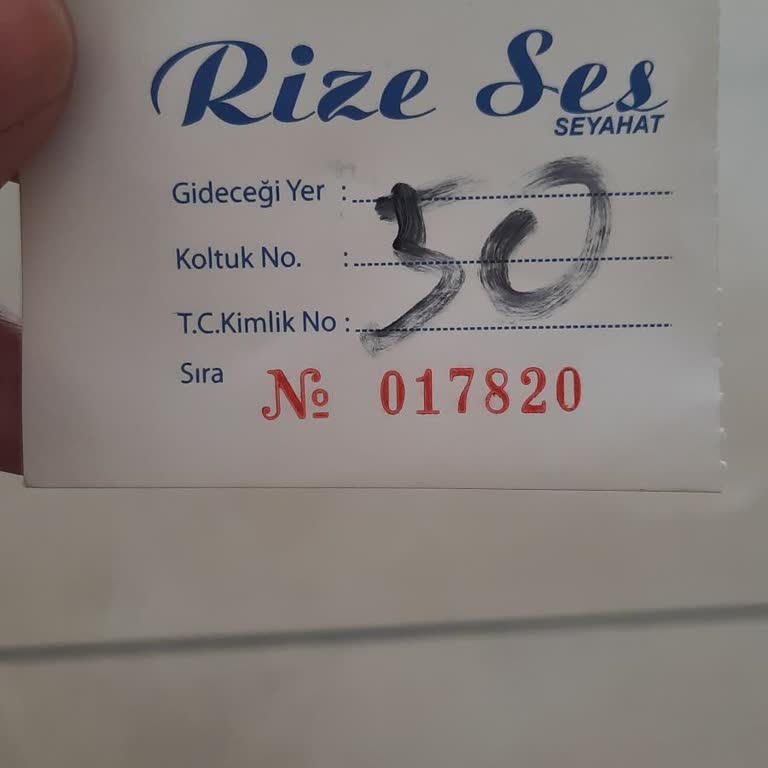 Rize Ses
SEYAHAT
Gideceği Yer :
Koltuk No. :
50
T.C.Kimlik No :
Sıra
№ 017820